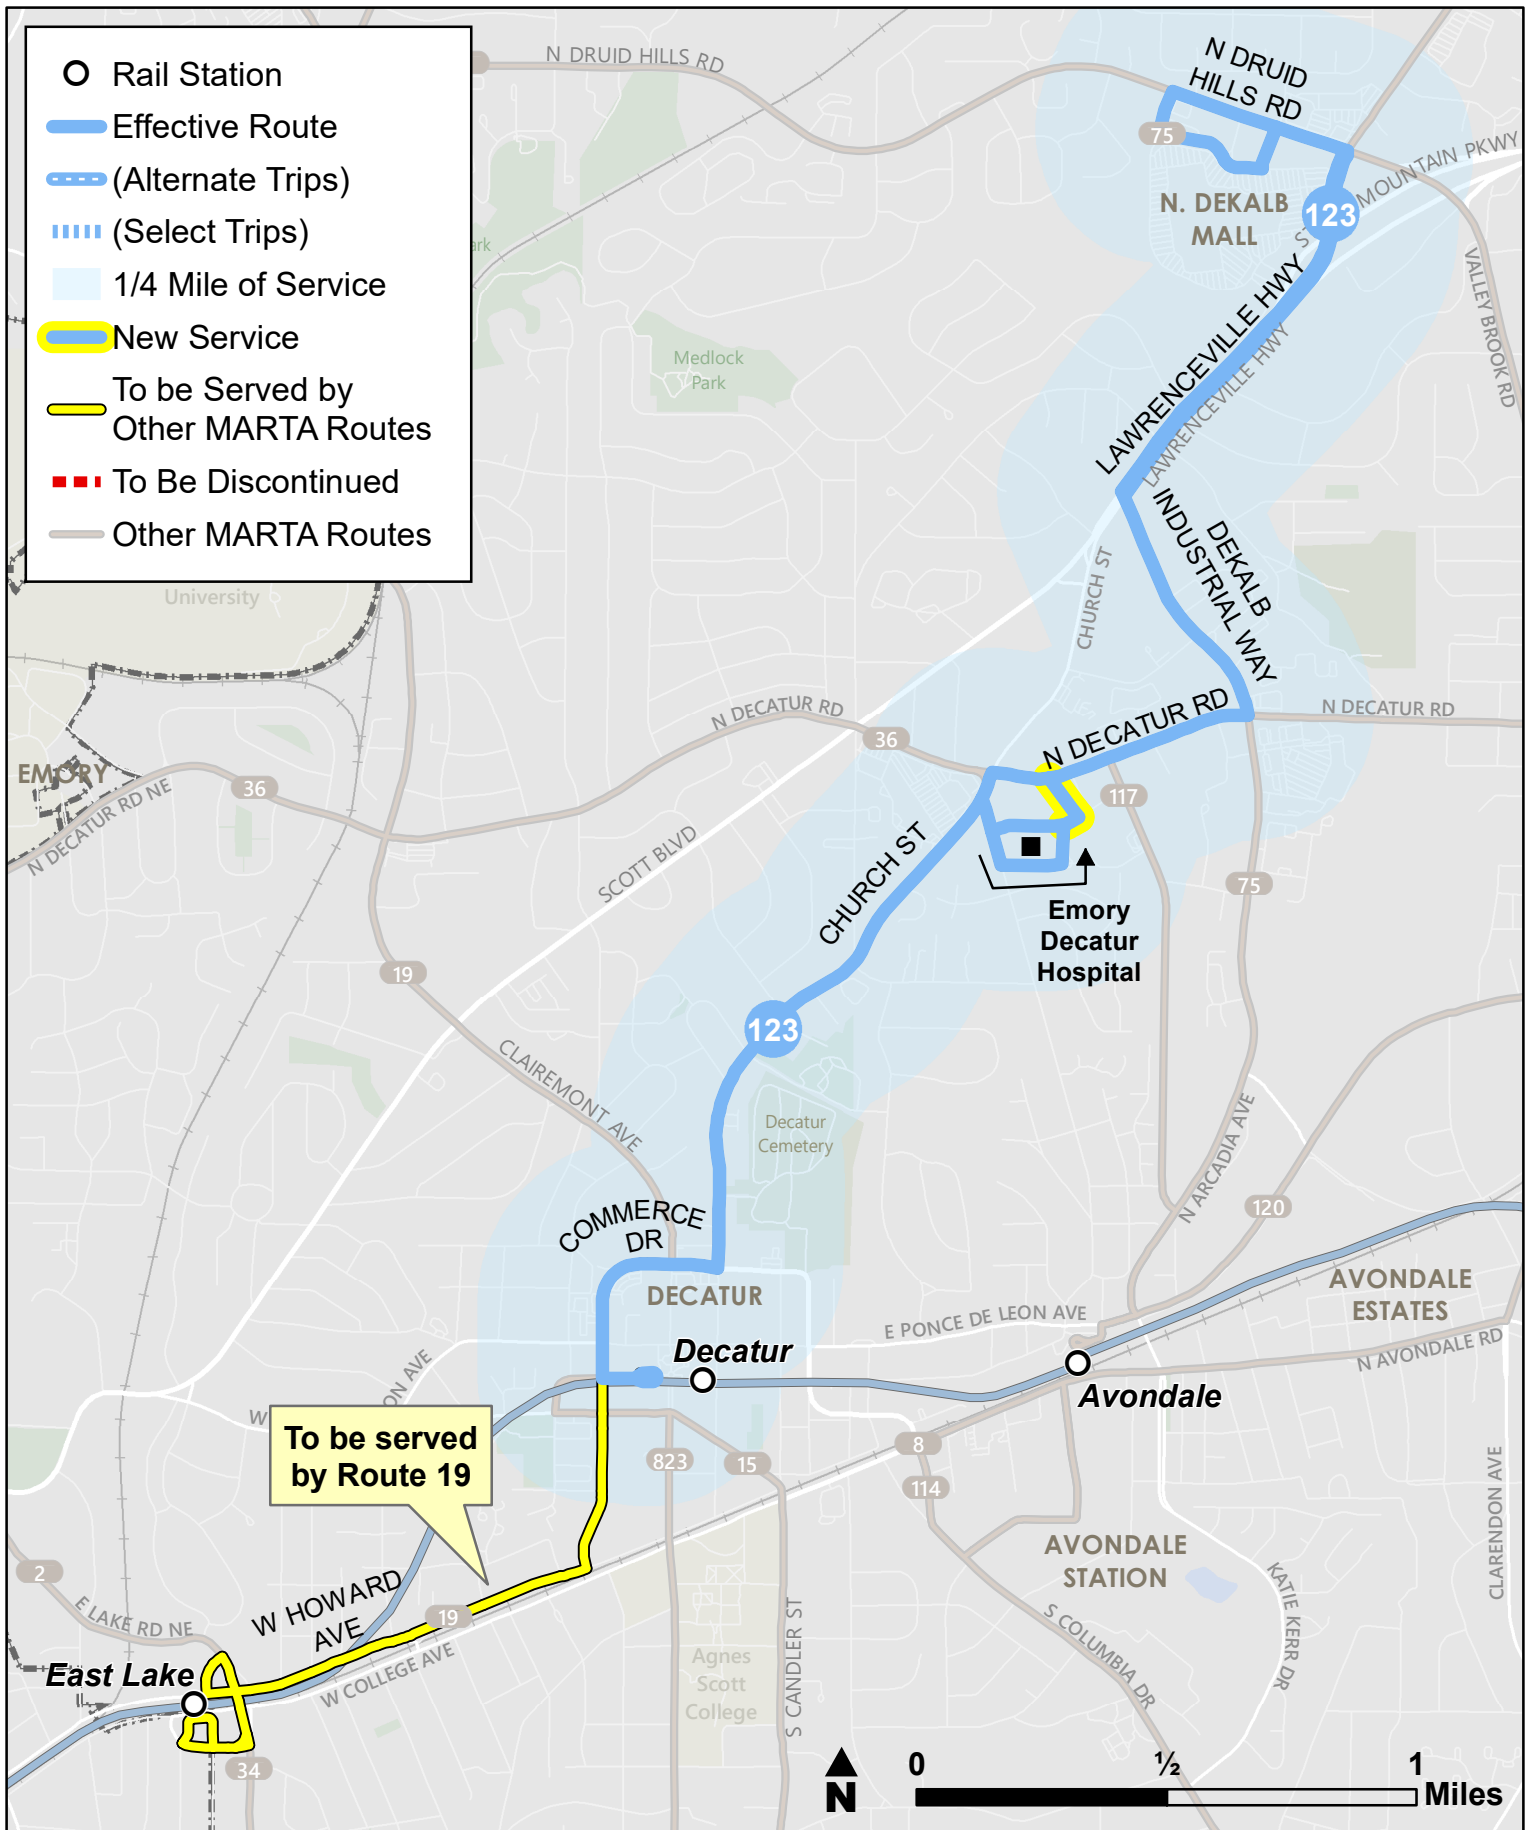 Rail Station
Effective Route
(Alternate Trips)
(Select Trips)
1/4 Mile of Service
New Service
To be Served by
Other MARTA Routes
To Be Discontinued
Other MARTA Routes
N DRUID HILLS RD
N DRUID
HILLS RD
75
MOUNTAIN PKWY
123
N. DEKALB
MALL
VALLEY BROOK RD
LAWRENCEVILLE HWY
LAWRENCEVILLE HWY
Medlock
Park
DEKALB
INDUSTRIAL WAY
CHURCH ST
University
N DECATUR RD
36
N DECATUR RD
N DECATUR RD
EMORY
N DECATUR RD NE
36
117
SCOTT BLVD
CHURCH ST
75
Emory
Decatur
Hospital
19
123
CLAIREMONT AVE
Decatur
Cemetery
N ARCADIA AVE
120
COMMERCE
DR
DECATUR
AVONDALE
ESTATES
E PONCE DE LEON AVE
N AVONDALE RD
Decatur
Avondale
W
ON AVE
To be served
by Route 19
823
15
8
114
CLARENDON AVE
AVONDALE
STATION
2
E LAKE RD NE
W HOWARD
AVE
19
W COLLEGE AVE
KATIE KERR DR
S COLUMBIA DR
S CANDLER ST
Agnes
Scott
College
East Lake
34
N
0
½
1
Miles